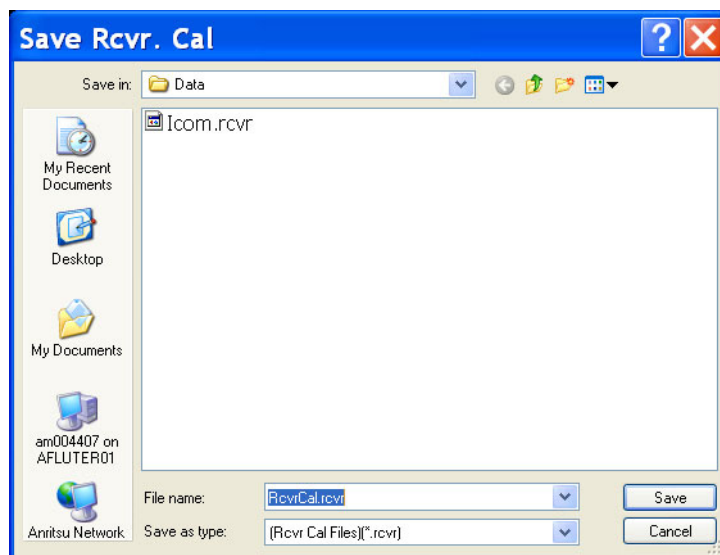 Save Rcvr. Cal
Save in:
Data
Icom.rcvr
My Recent
Documents
Desktop
My Documents
am004407 on
AFLUTER01
Anritsu Network
File name:
RcvrCal.rcvr
Save
Save as type:
(Rcvr Cal Files)(*.rcvr)
Cancel